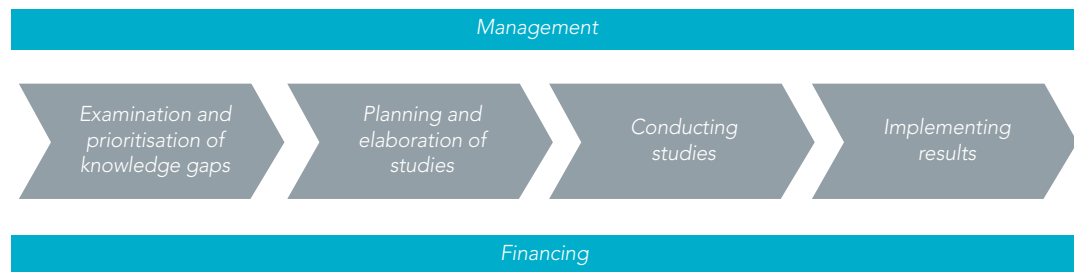 Management
Examination and
prioritisation of
knowledge gaps
Planning and
elaboration of
studies
Conducting
studies
Implementing
results
Financing